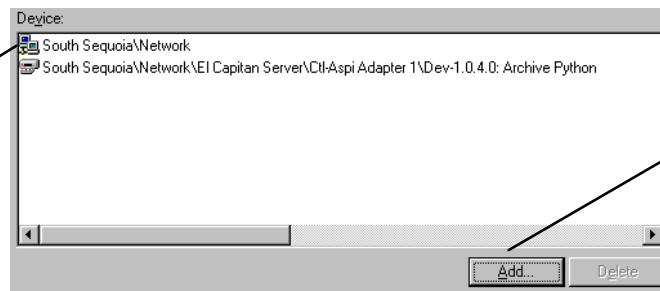 Device:
South Sequoia\Network
South Sequoia\Network\El Capitan Server\Ctl-Aspi Adapter 1\Dev-1.0.4.0: Archive Python
Add...
Delete